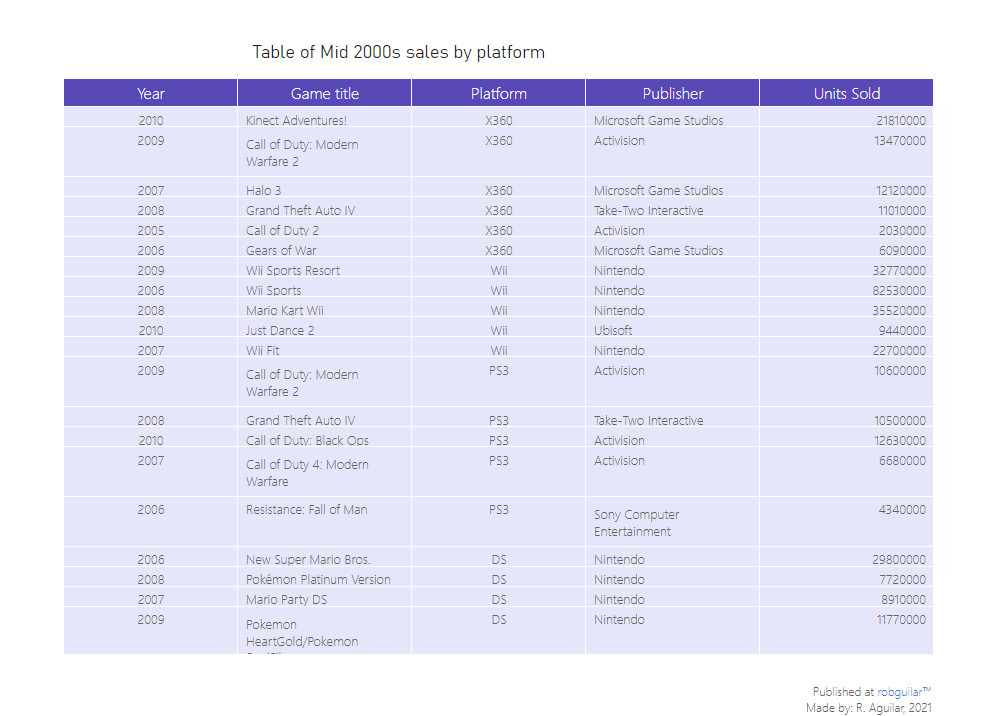 Table of Mid 2000s sales by platform
Year Game title Platform Publisher Units Sold
2010 Kinect Adventures! X360 Microsoft Game Studios 21810000
2009 Call of Duty: Modern X360 Activision 13470000
Warfare 2
2007 Halo 3 X360 Microsoft Game Studios 12120000
2008 Grand Theft Auto IV X360 Take-Two Interactive 11010000
2005 Call of Duty 2 X360 Activision 2030000
2006 Gears of War X360 Microsoft Game Studios 6090000
2009 Wii Sports Resort Wii Nintendo 32770000
2006 Wii Sports Wii Nintendo 82530000
2008 Mario Kart Wii Wii Nintendo 35520000
2010 Just Dance 2 Wii Ubisoft 9440000
2007 Wii Fit Wii Nintendo 22700000
2009 Call of Duty: Modern PS3 Activision 10600000
Warfare 2
2008 Grand Theft Auto IV PS3 Take-Two Interactive 10500000
2010 Call of Duty: Black Ops PS3 Activision 12630000
2007 Call of Duty 4: Modern PS3 Activision 6680000
Warfare
2006 Resistance: Fall of Man PS3 Sony Computer 4340000
Entertainment
2006 New Super Mario Bros. DS Nintendo 29800000
2008 Pokémon Platinum Version DS Nintendo 7720000
2007 Mario Party DS DS Nintendo 8910000
2009 Pokemon DS Nintendo 11770000
HeartGold/Pokemon
Published at robguilar™
Made by: R. Aguilar, 2021